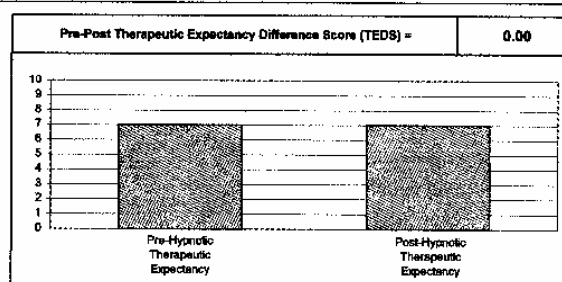 Pre-Post Therapeutic Expectancy Difference Score (TEDS) = 0.00
10
9
8
7
6
5
4
3
2
1
0
Pre-Hypnotic
Therapeutic
Expectancy
Post-Hypnotic
Therapeutic
Expectancy